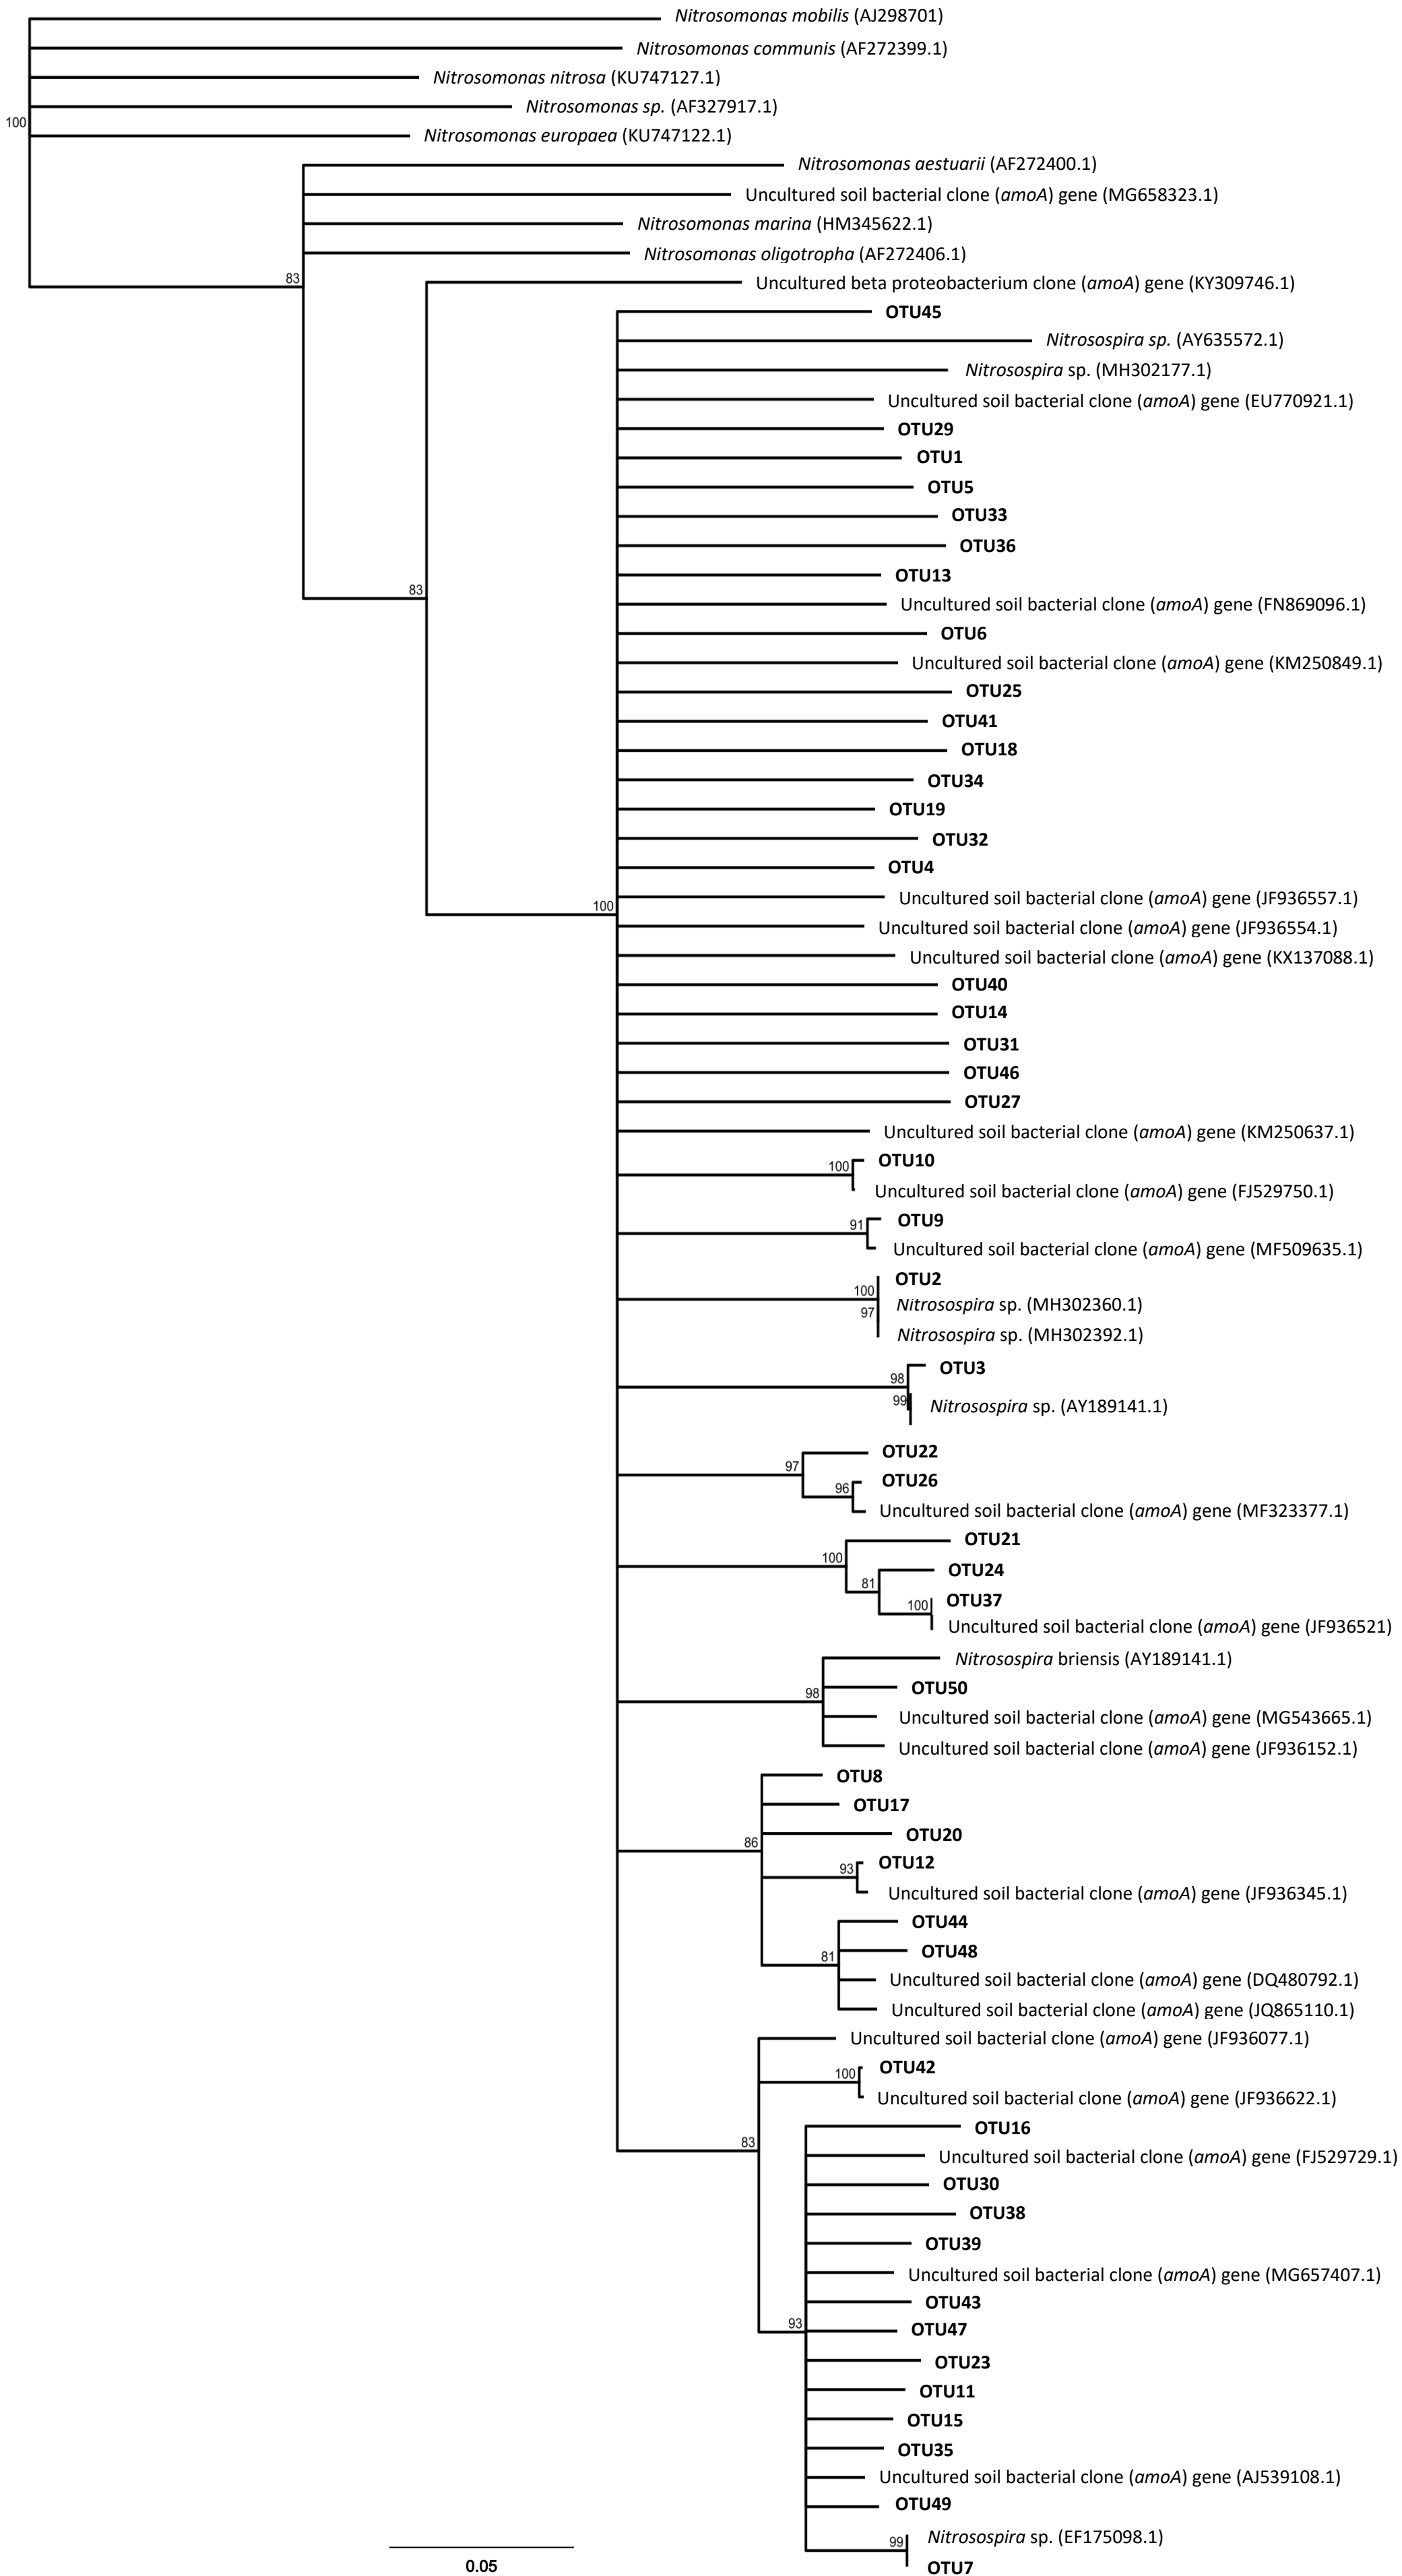 Nitrosomonas mobilis (AJ298701)
Nitrosomonas communis (AF272399.1)
Nitrosomonas nitrosa (KU747127.1)
Nitrosomonas sp. (AF327917.1)
100
Nitrosomonas europaea (KU747122.1)
Nitrosomonas aestuarii (AF272400.1)
Uncultured soil bacterial clone (amoA) gene (MG658323.1)
Nitrosomonas marina (HM345622.1)
Nitrosomonas oligotropha (AF272406.1)
83
Uncultured beta proteobacterium clone (amoA) gene (KY309746.1)
OTU45
Nitrosospira sp. (AY635572.1)
Nitrosospira sp. (MH302177.1)
Uncultured soil bacterial clone (amoA) gene (EU770921.1)
OTU29
OTU1
OTU5
OTU33
OTU36
OTU13
83
Uncultured soil bacterial clone (amoA) gene (FN869096.1)
OTU6
Uncultured soil bacterial clone (amoA) gene (KM250849.1)
OTU25
OTU41
OTU18
OTU34
OTU19
OTU32
OTU4
Uncultured soil bacterial clone (amoA) gene (JF936557.1)
100
Uncultured soil bacterial clone (amoA) gene (JF936554.1)
Uncultured soil bacterial clone (amoA) gene (KX137088.1)
OTU40
OTU14
OTU31
OTU46
OTU27
Uncultured soil bacterial clone (amoA) gene (KM250637.1)
OTU10
100
Uncultured soil bacterial clone (amoA) gene (FJ529750.1)
OTU9
91
Uncultured soil bacterial clone (amoA) gene (MF509635.1)
OTU2
100
Nitrosospira sp. (MH302360.1)
97
Nitrosospira sp. (MH302392.1)
OTU3
98
99
Nitrosospira sp. (AY189141.1)
OTU22
97
OTU26
96
Uncultured soil bacterial clone (amoA) gene (MF323377.1)
OTU21
100
OTU24
81
OTU37
100
Uncultured soil bacterial clone (amoA) gene (JF936521)
Nitrosospira briensis (AY189141.1)
OTU50
98
Uncultured soil bacterial clone (amoA) gene (MG543665.1)
Uncultured soil bacterial clone (amoA) gene (JF936152.1)
OTU8
OTU17
OTU20
86
OTU12
93
Uncultured soil bacterial clone (amoA) gene (JF936345.1)
OTU44
OTU48
81
Uncultured soil bacterial clone (amoA) gene (DQ480792.1)
Uncultured soil bacterial clone (amoA) gene (JQ865110.1)
Uncultured soil bacterial clone (amoA) gene (JF936077.1)
OTU42
100
Uncultured soil bacterial clone (amoA) gene (JF936622.1)
OTU16
83
Uncultured soil bacterial clone (amoA) gene (FJ529729.1)
OTU30
OTU38
OTU39
Uncultured soil bacterial clone (amoA) gene (MG657407.1)
OTU43
93
OTU47
OTU23
OTU11
OTU15
OTU35
Uncultured soil bacterial clone (amoA) gene (AJ539108.1)
OTU49
Nitrosospira sp. (EF175098.1)
99
OTU7
0.05